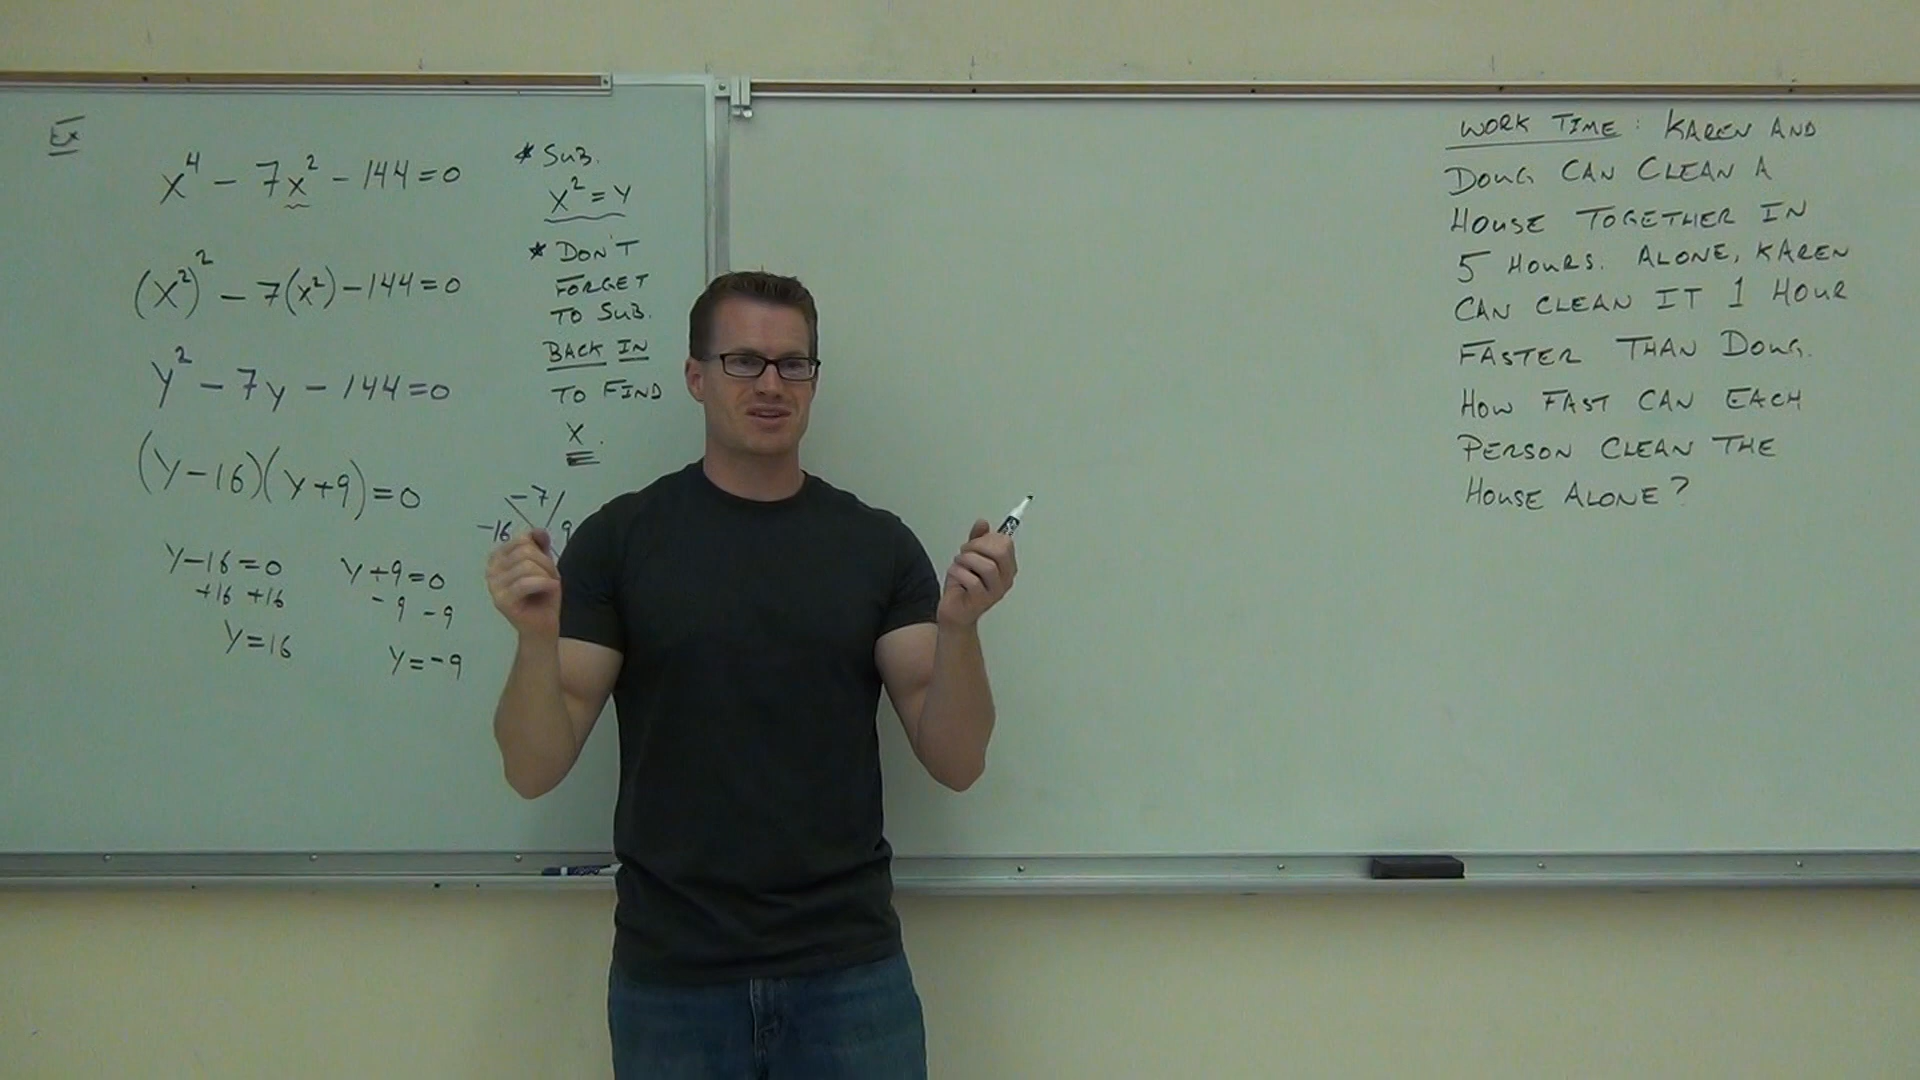 Ex
x⁴ - 7x² - 144 = 0
(x²)² - 7(x²) - 144 = 0
y² - 7y - 144 = 0
(y-16)(y+9) = 0
y-16=0
+16 +16
y=16
y+9=0
-9 -9
y=-9
* SUB.
x² = y
* DON'T
FORGET
TO SUB.
BACK IN
TO FIND
X.
-7
-16 9
WORK TIME: KAREN AND
DOUG CAN CLEAN A
HOUSE TOGETHER IN
5 HOURS. ALONE, KAREN
CAN CLEAN IT 1 HOUR
FASTER THAN DOUG.
HOW FAST CAN EACH
PERSON CLEAN THE
HOUSE ALONE?